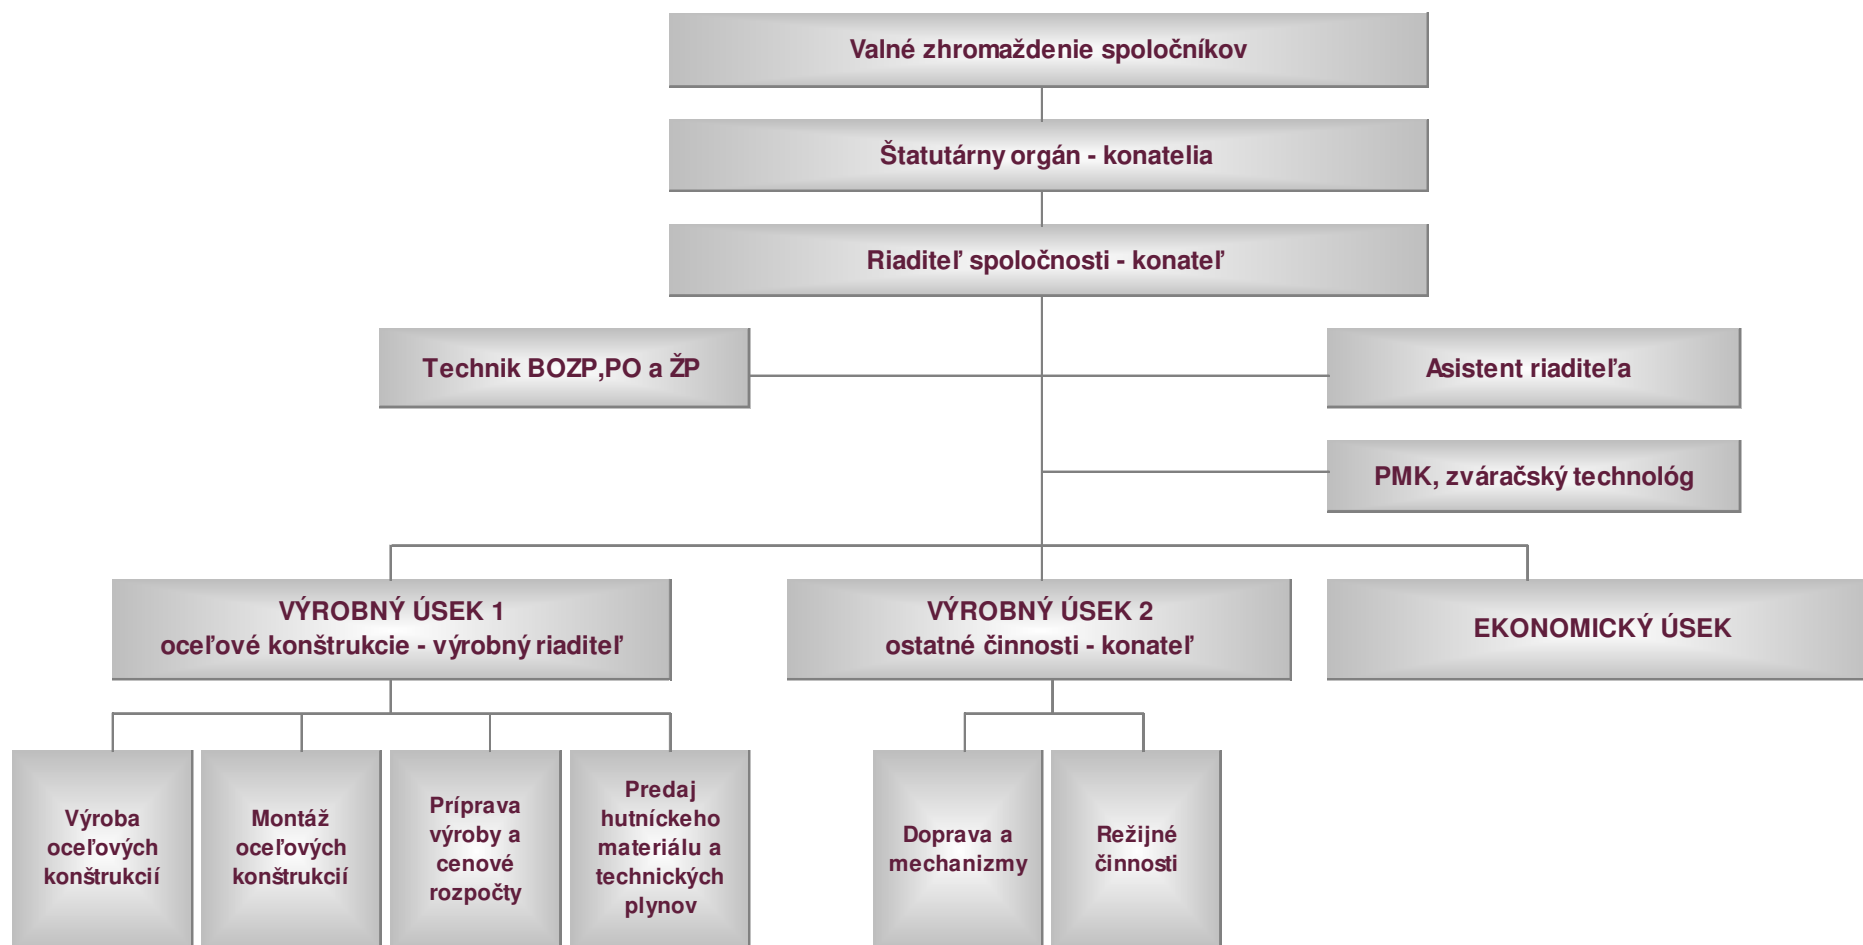 Valné zhromaždenie spoločníkov
Štatutárny orgán - konatelia
Riaditeľ spoločnosti - konateľ
Technik BOZP,PO a ŽP
Asistent riaditeľa
PMK, zváračský technológ
VÝROBNÝ ÚSEK 1
oceľové konštrukcie - výrobný riaditeľ
VÝROBNÝ ÚSEK 2
ostatné činnosti - konateľ
EKONOMICKÝ ÚSEK
Výroba
oceľových
konštrukcií
Montáž
oceľových
konštrukcií
Príprava
výroby a
cenové
rozpočty
Predaj
hutníckeho
materiálu a
technických
plynov
Doprava a
mechanizmy
Režijné
činnosti